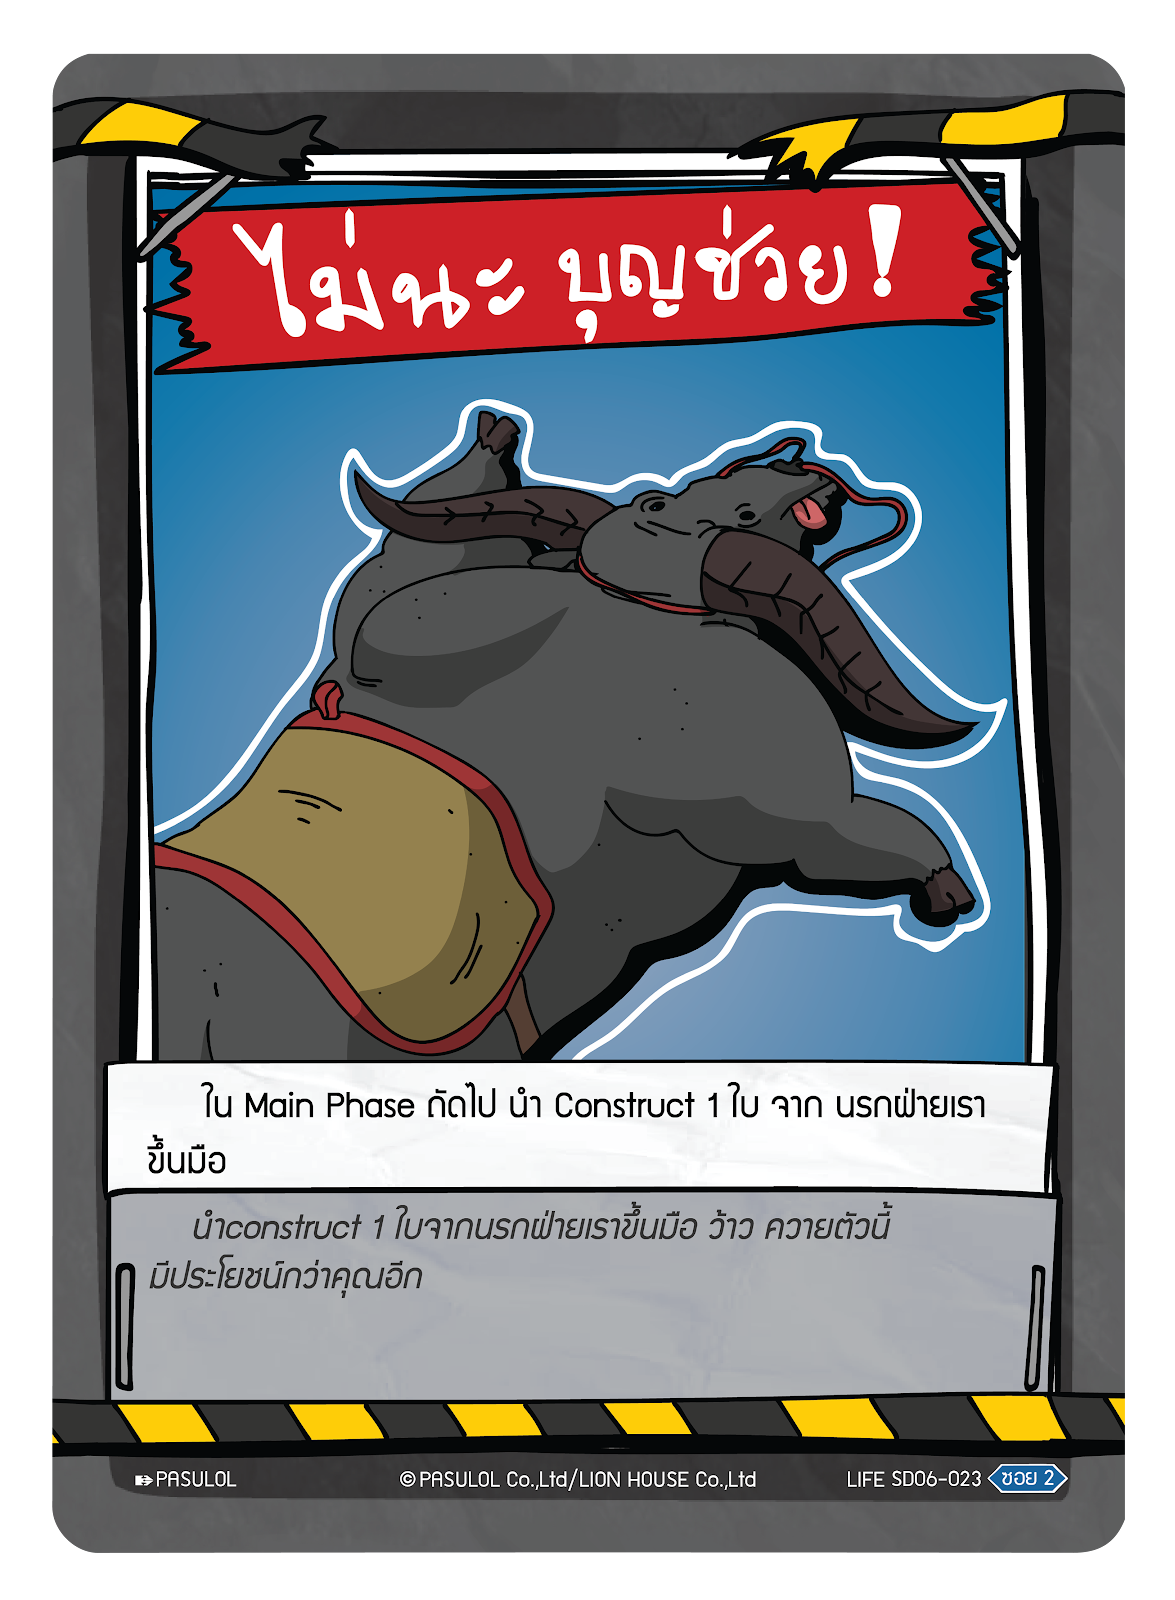 ไม่นะ บุญช่วย!
ใน Main Phase ถัดไป นำ Construct 1 ใบ จาก นรกฝ่ายเรา
ขึ้นมือ
นำconstruct 1 ใบจากนรกฝ่ายเราขึ้นมือ ว้าว ควายตัวนี้
มีประโยชน์กว่าคุณอีก
PASULOL
©PASULOL Co.,Ltd/LION HOUSE Co.,Ltd
LIFE SD06-023
ซอย 2